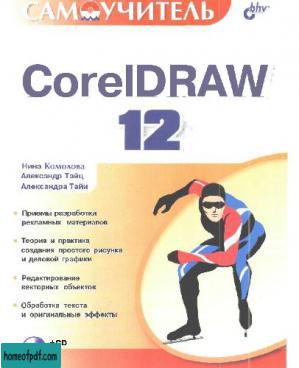 САМОУЧИТЕЛЬ
bhv
CorelDRAW
12
Нина Комолова
Александр Тайц
Александра Тайц
• Приемы разработки
рекламных материалов
• Теория и практика
создания простого рисунка
и деловой графики
• Редактирование
векторных объектов
• Обработка текста
и оригинальные эффекты
+CD
homeofpdf.com